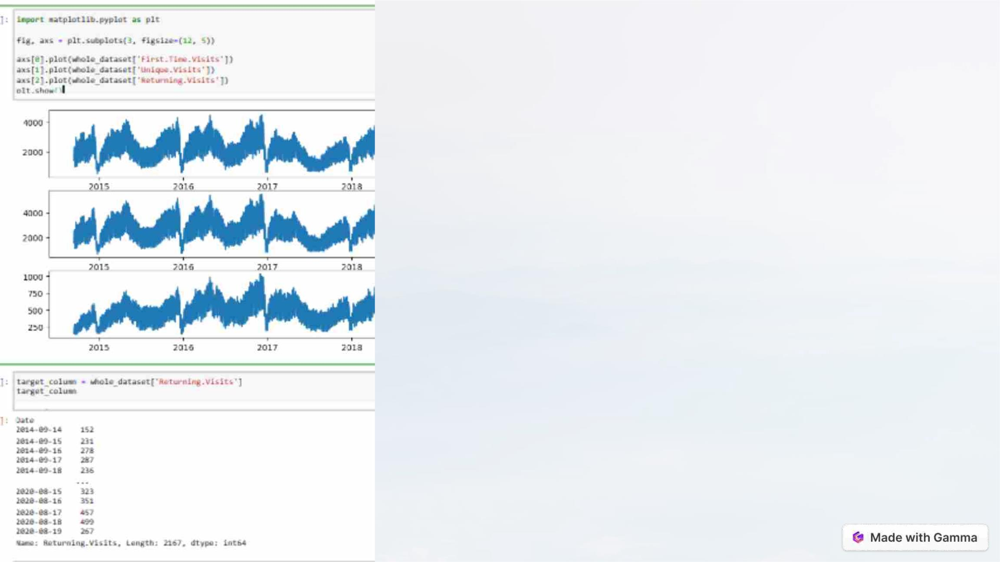 ]: import matplotlib.pyplot as plt
fig, axs = plt.subplots(3, figsize=(12, 5))
axs[0].plot(whole_dataset['First.Time.Visits'])
axs[1].plot(whole_dataset['Unique.Visits'])
axs[2].plot(whole_dataset['Returning.Visits'])
plt.show()
4000
2000
2015 2016 2017 2018
4000
2000
2015 2016 2017 2018
1000
750
500
250
2015 2016 2017 2018
]: target_column = whole_dataset['Returning.Visits']
target_column
]: Date
2014-09-14 152
2014-09-15 231
2014-09-16 278
2014-09-17 287
2014-09-18 236
...
2020-08-15 323
2020-08-16 351
2020-08-17 457
2020-08-18 499
2020-08-19 267
Name: Returning.Visits, Length: 2167, dtype: int64
Made with Gamma